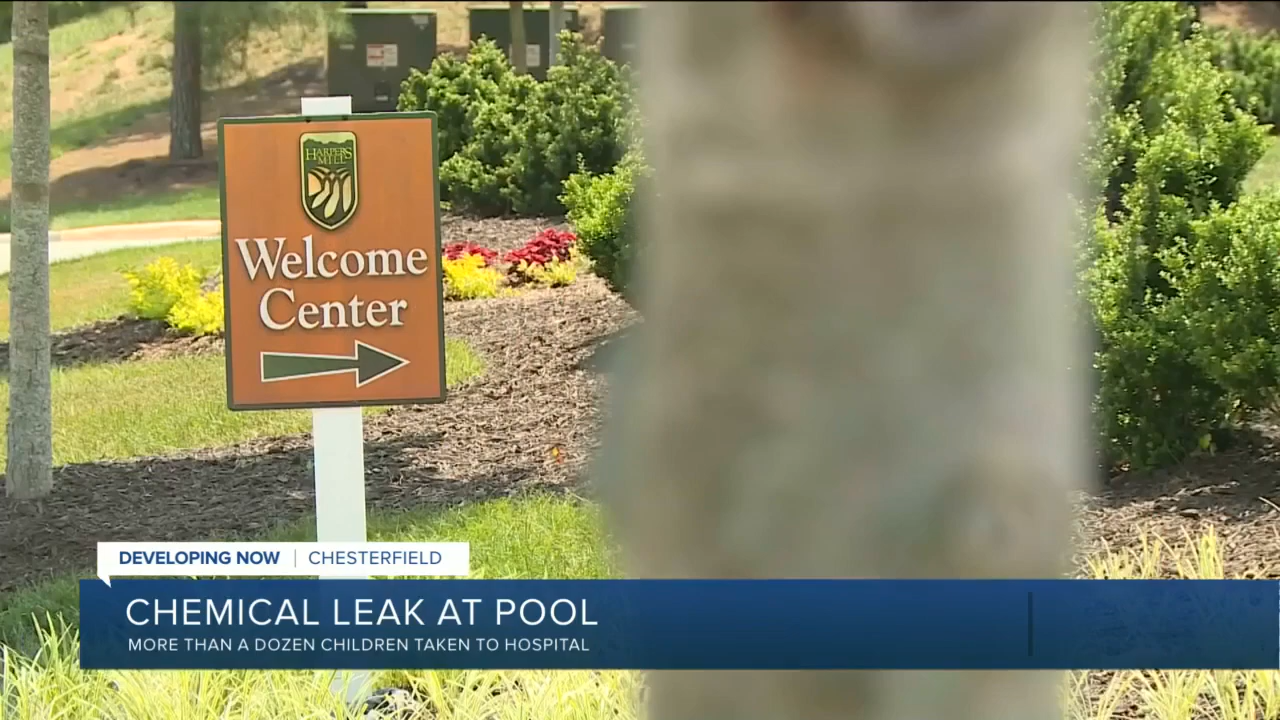 HARPERS
MILL
Welcome
Center
DEVELOPING NOW | CHESTERFIELD
CHEMICAL LEAK AT POOL
MORE THAN A DOZEN CHILDREN TAKEN TO HOSPITAL